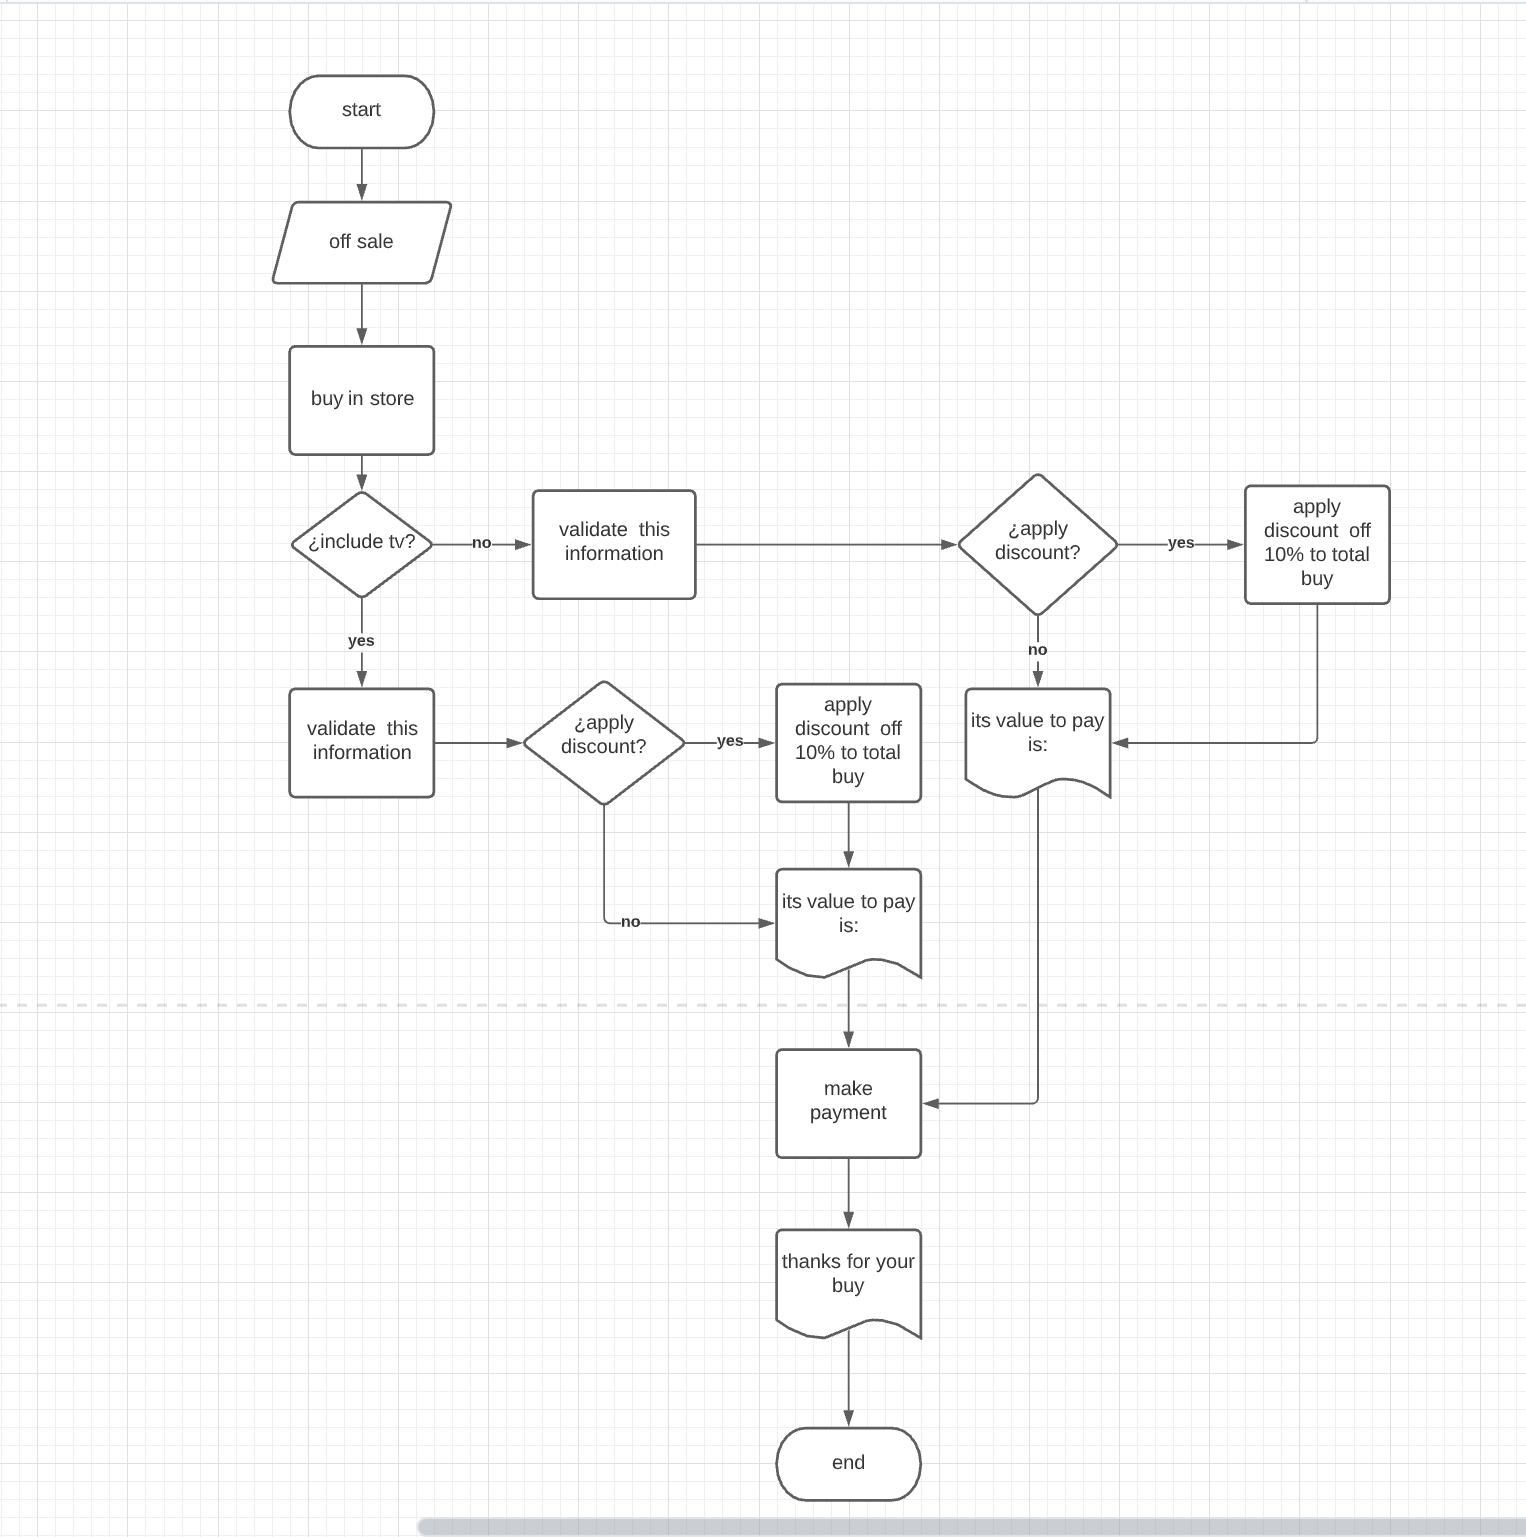 start
off sale
buy in store
¿include tv?
no
validate  this
information
¿apply
discount?
yes
apply
discount  off
10% to total
buy
yes
no
validate  this
information
¿apply
discount?
yes
apply
discount  off
10% to total
buy
its value to pay
is:
no
its value to pay
is:
make
payment
thanks for your
buy
end